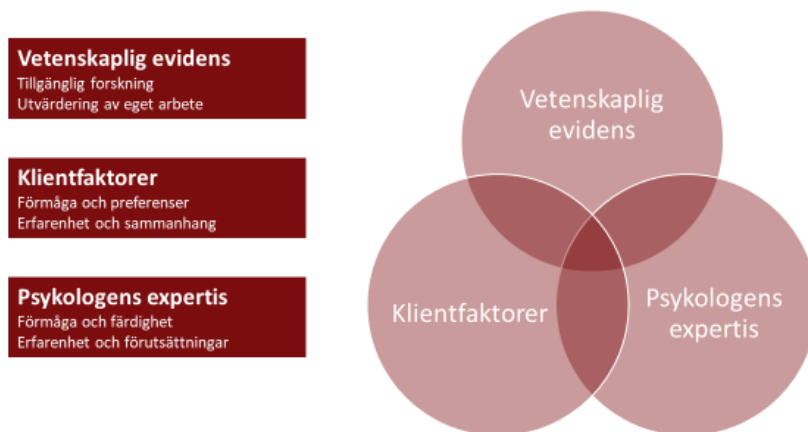 Vetenskaplig evidens
Tillgänglig forskning
Utvärdering av eget arbete
Klientfaktorer
Förmåga och preferenser
Erfarenhet och sammanhang
Psykologens expertis
Förmåga och färdighet
Erfarenhet och förutsättningar
Vetenskaplig
evidens
Klientfaktorer
Psykologens
expertis